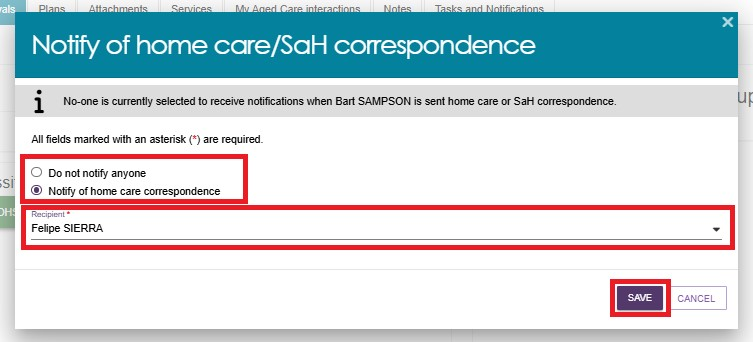 Plans Attachments Services My Aged Care interactions Notes Tasks and Notifications
Notify of home care/SaH correspondence
No-one is currently selected to receive notifications when Bart SAMPSON is sent home care or SaH correspondence.
All fields marked with an asterisk (*) are required.
Do not notify anyone
Notify of home care correspondence
Recipient *
Felipe SIERRA
SAVE CANCEL